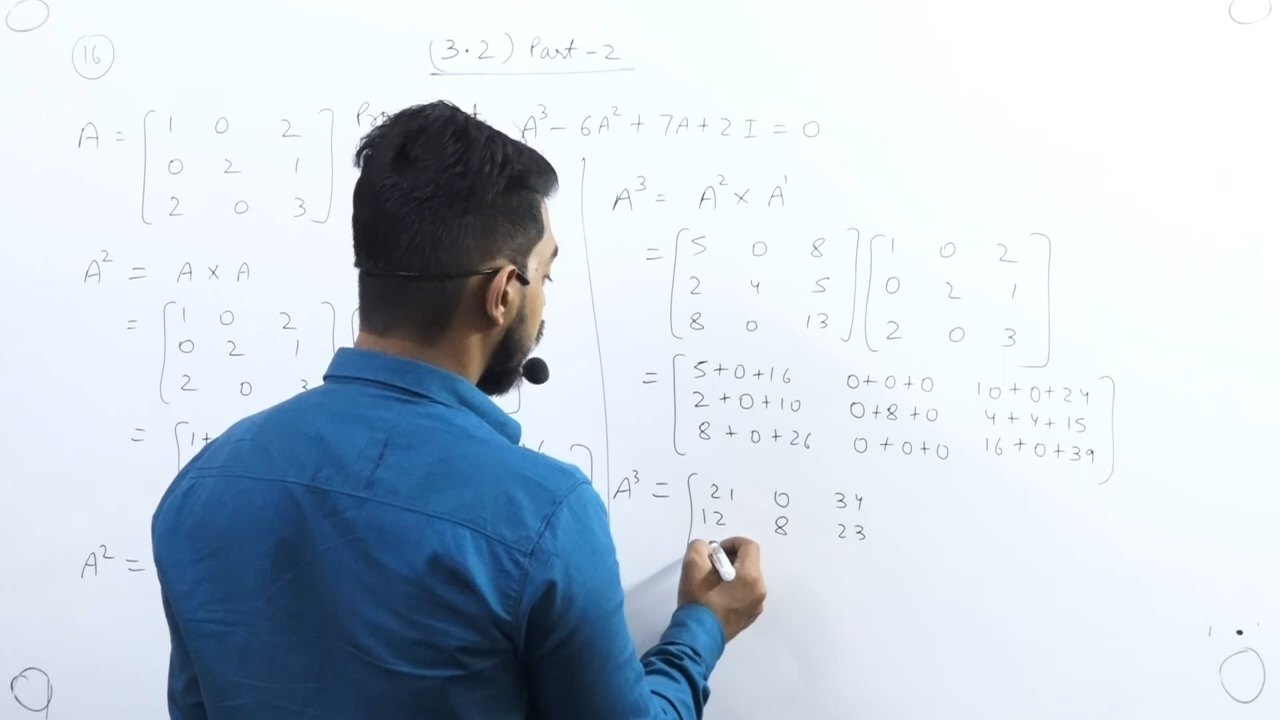 (3.2) Part-2
16
A = [ 1 0 2
0 2 1
2 0 3 ]
A³ - 6A² + 7A + 2I = 0
A² = A × A
= [ 1 0 2
0 2 1
2 0 3
= [ 1+
A² =
A³ = A² × A¹
= [ 5 0 8 ] [ 1 0 2 ]
2 4 5 0 2 1
8 0 13 2 0 3
= [ 5+0+16 0+0+0 10+0+24 ]
2+0+10 0+8+0 4+4+15
8+0+26 0+0+0 16+0+39
A³ = [ 21 0 34
12 8 23